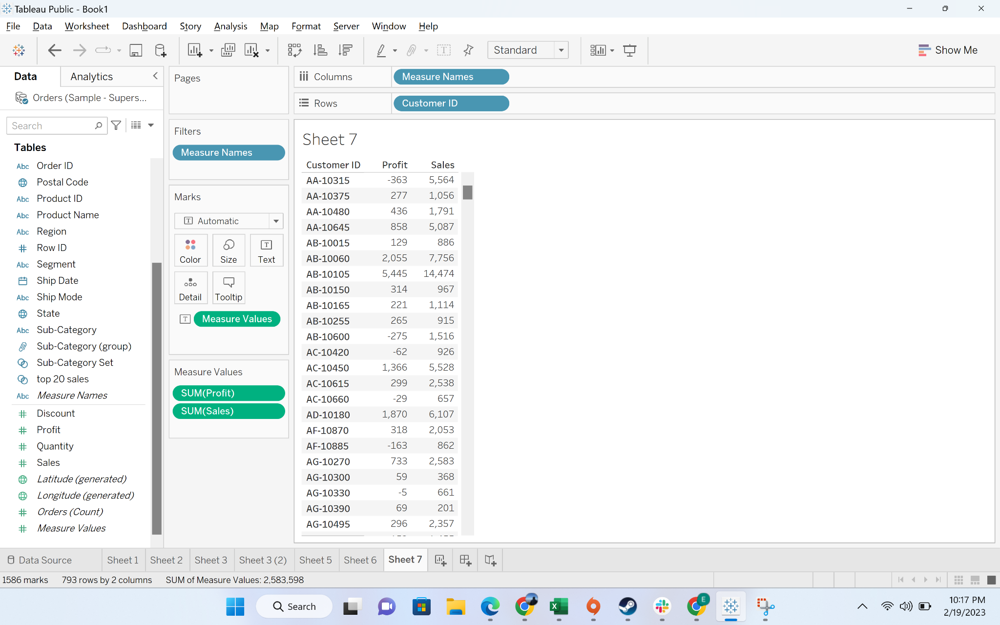 Tableau Public - Book1
File Data Worksheet Dashboard Story Analysis Map Format Server Window Help
Standard
Show Me
Data Analytics
Orders (Sample - Supers...
Search
Tables
Abc Order ID
Postal Code
Abc Product ID
Abc Product Name
Abc Region
# Row ID
Abc Segment
Ship Date
Abc Ship Mode
State
Abc Sub-Category
Sub-Category (group)
Sub-Category Set
top 20 sales
Abc Measure Names
# Discount
# Profit
# Quantity
# Sales
Latitude (generated)
Longitude (generated)
# Orders (Count)
# Measure Values
Pages
Filters
Measure Names
Marks
T Automatic
Color Size T Text
Detail Tooltip
T Measure Values
Measure Values
SUM(Profit)
SUM(Sales)
Columns Measure Names
Rows Customer ID
Sheet 7
Customer ID Profit Sales
AA-10315 -363 5,564
AA-10375 277 1,056
AA-10480 436 1,791
AA-10645 858 5,087
AB-10015 129 886
AB-10060 2,055 7,756
AB-10105 5,445 14,474
AB-10150 314 967
AB-10165 221 1,114
AB-10255 265 915
AB-10600 -275 1,516
AC-10420 -62 926
AC-10450 1,366 5,528
AC-10615 299 2,538
AC-10660 -29 657
AD-10180 1,870 6,107
AF-10870 318 2,053
AF-10885 -163 862
AG-10270 733 2,583
AG-10300 59 368
AG-10330 -5 661
AG-10390 69 201
AG-10495 296 2,357
Data Source Sheet 1 Sheet 2 Sheet 3 Sheet 3 (2) Sheet 5 Sheet 6 Sheet 7
1586 marks 793 rows by 2 columns SUM of Measure Values: 2,583,598
Search
E
10:17 PM
2/19/2023